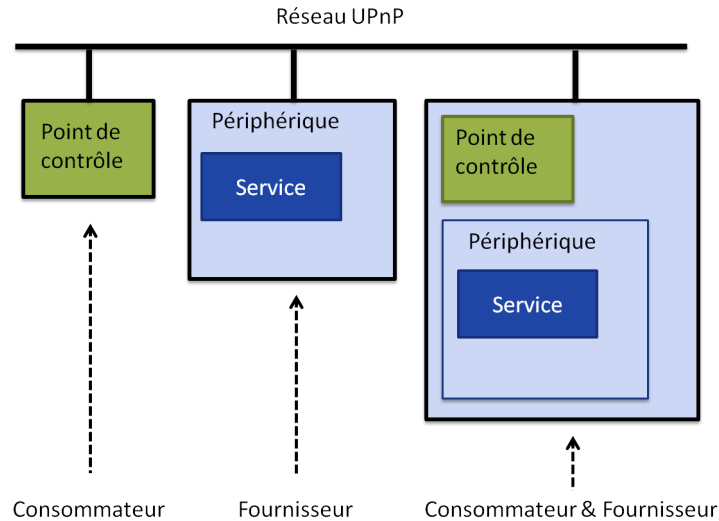 Réseau UPnP
Point de
contrôle
Périphérique
Service
Point de
contrôle
Périphérique
Service
Consommateur
Fournisseur
Consommateur & Fournisseur